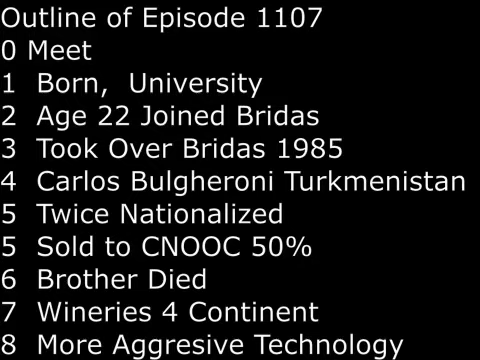 Outline of Episode 1107
0 Meet
1 Born, University
2 Age 22 Joined Bridas
3 Took Over Bridas 1985
4 Carlos Bulgheroni Turkmenistan
5 Twice Nationalized
5 Sold to CNOOC 50%
6 Brother Died
7 Wineries 4 Continent
8 More Aggresive Technology